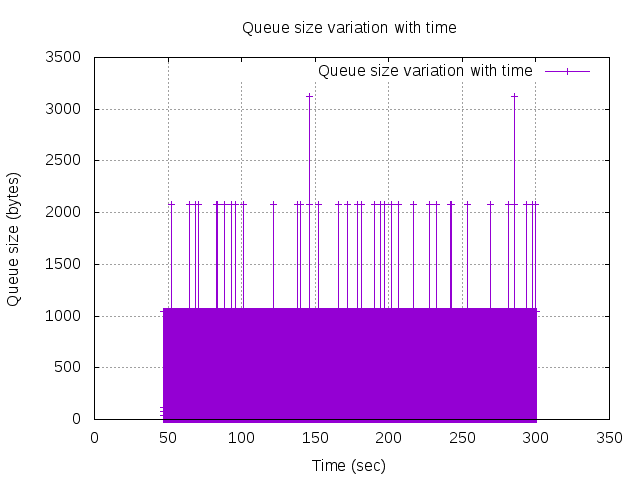 Queue size variation with time
Queue size variation with time
3500
3000
2500
2000
1500
1000
500
0
Queue size (bytes)
0 50 100 150 200 250 300 350
Time (sec)